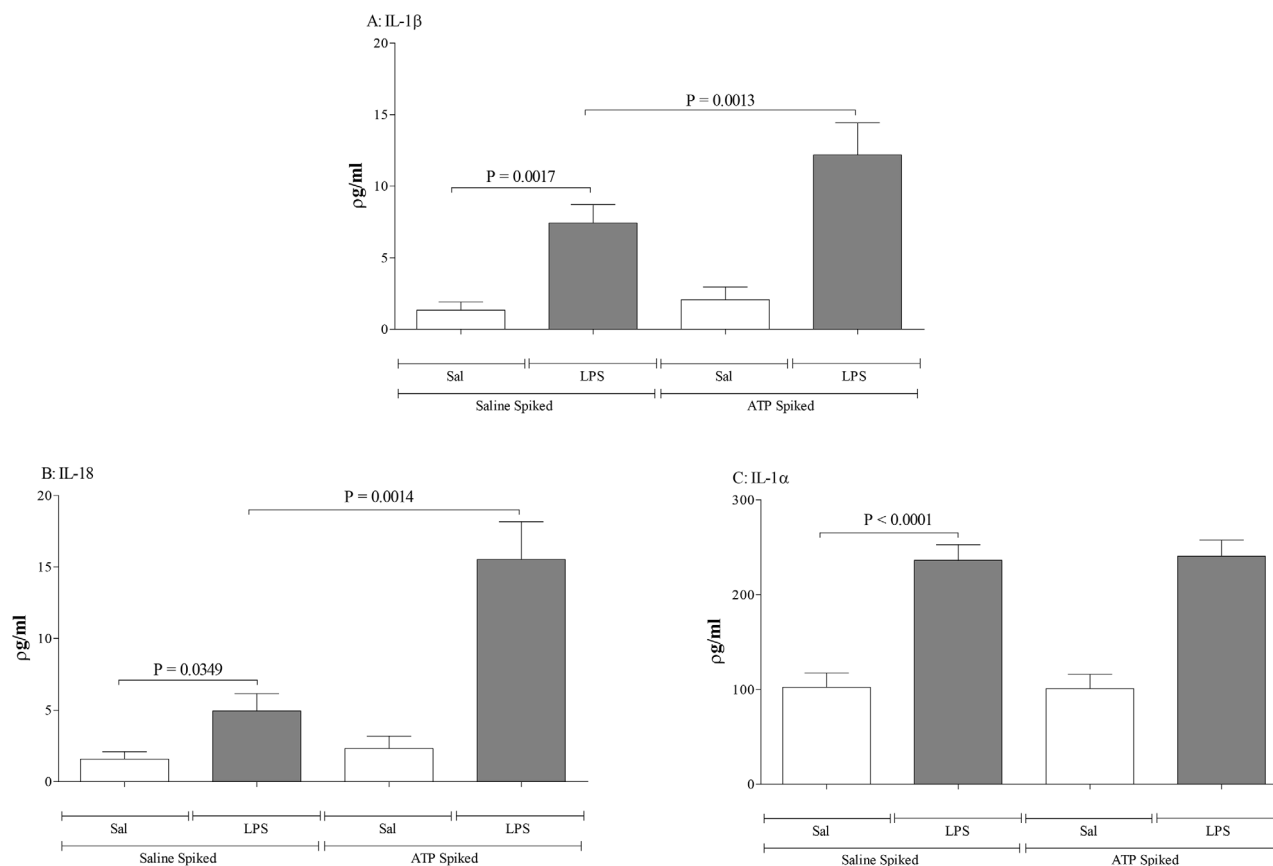 A: IL-1β
20
15
10
5
0
ρg/ml
P = 0.0013
P = 0.0017
Sal LPS Sal LPS
Saline Spiked ATP Spiked
B: IL-18
20
15
10
5
0
ρg/ml
P = 0.0014
P = 0.0349
Sal LPS Sal LPS
Saline Spiked ATP Spiked
C: IL-1α
300
200
100
0
ρg/ml
P < 0.0001
Sal LPS Sal LPS
Saline Spiked ATP Spiked